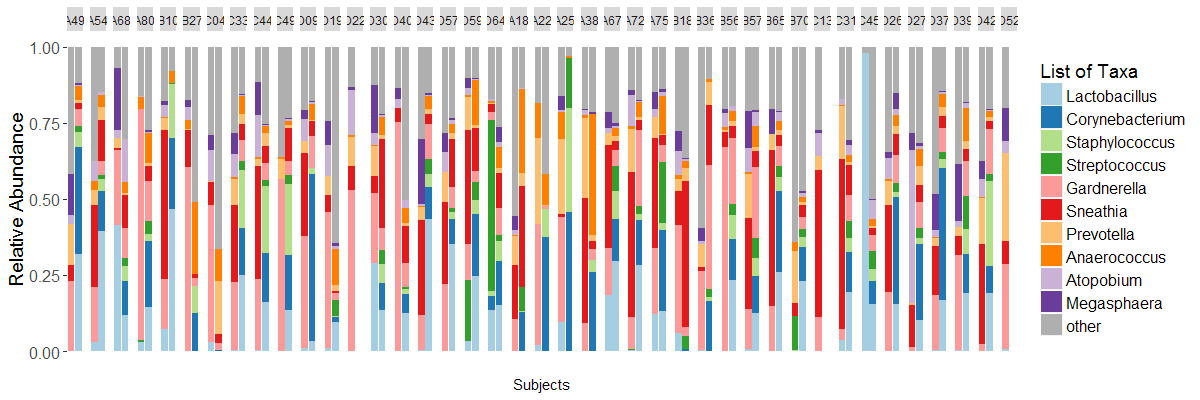 A49 A54 A68 A80 B10 B27 C04 C33 C44 C49 D09 D19 D22 D30 D40 D43 D57 D59 D64 A18 A22 A25 A38 A67 A72 A75 B18 B36 B56 B57 B65 B70 C13 C31 C45 D26 D27 D37 D39 D42 D52
1.00
0.75
0.50
0.25
0.00
Relative Abundance
Subjects
List of Taxa
Lactobacillus
Corynebacterium
Staphylococcus
Streptococcus
Gardnerella
Sneathia
Prevotella
Anaerococcus
Atopobium
Megasphaera
other